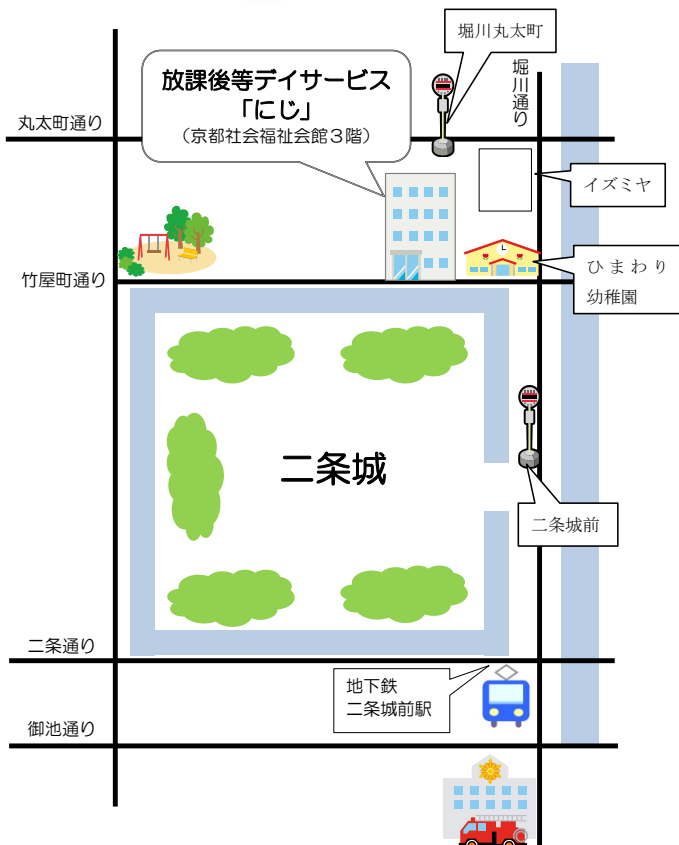 堀川丸太町
堀川通り
放課後等デイサービス
「にじ」
（京都社会福祉会館３階）
丸太町通り
イズミヤ
ひまわり
幼稚園
竹屋町通り
二条城
二条城前
二条通り
地下鉄
二条城前駅
御池通り